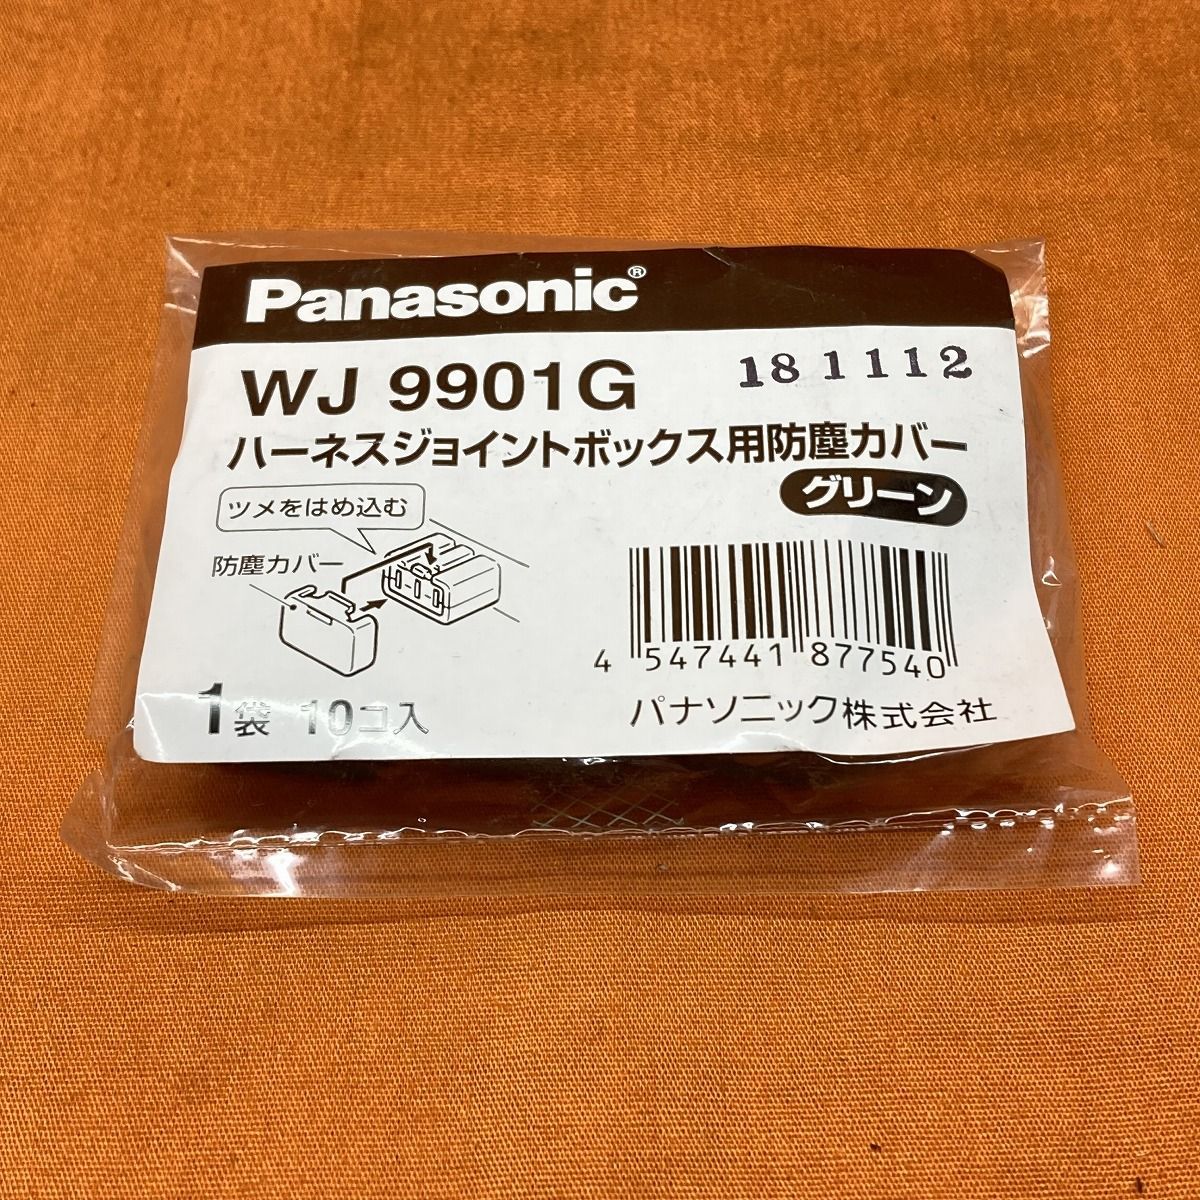 Panasonic®
WJ 9901G
181112
ハーネスジョイントボックス用防塵カバー
グリーン
ツメをはめ込む
防塵カバー
4 547441 877540
1袋 10コ入
パナソニック株式会社